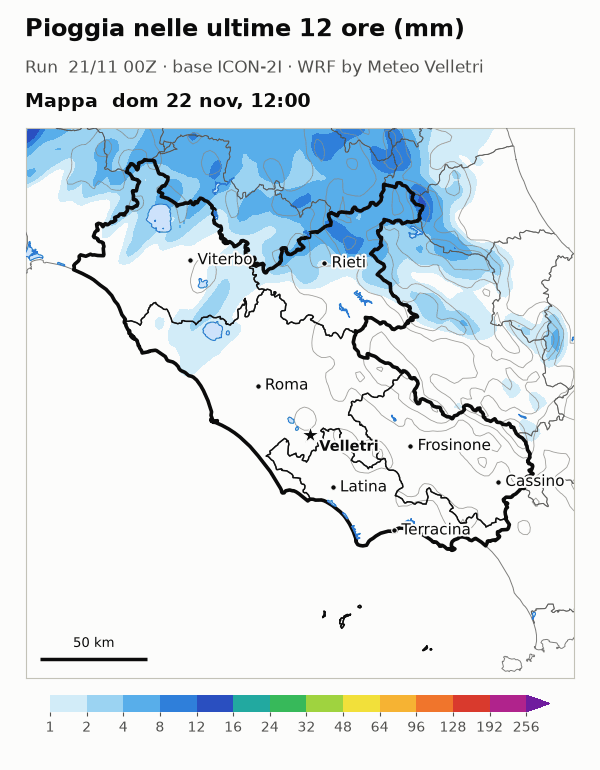 Pioggia nelle ultime 12 ore (mm)
Run  21/11 00Z · base ICON-2I · WRF by Meteo Velletri
Mappa  dom 22 nov, 12:00
Viterbo
Rieti
Roma
Velletri
Frosinone
Latina
Cassino
Terracina
50 km
1 2 4 8 12 16 24 32 48 64 96 128 192 256